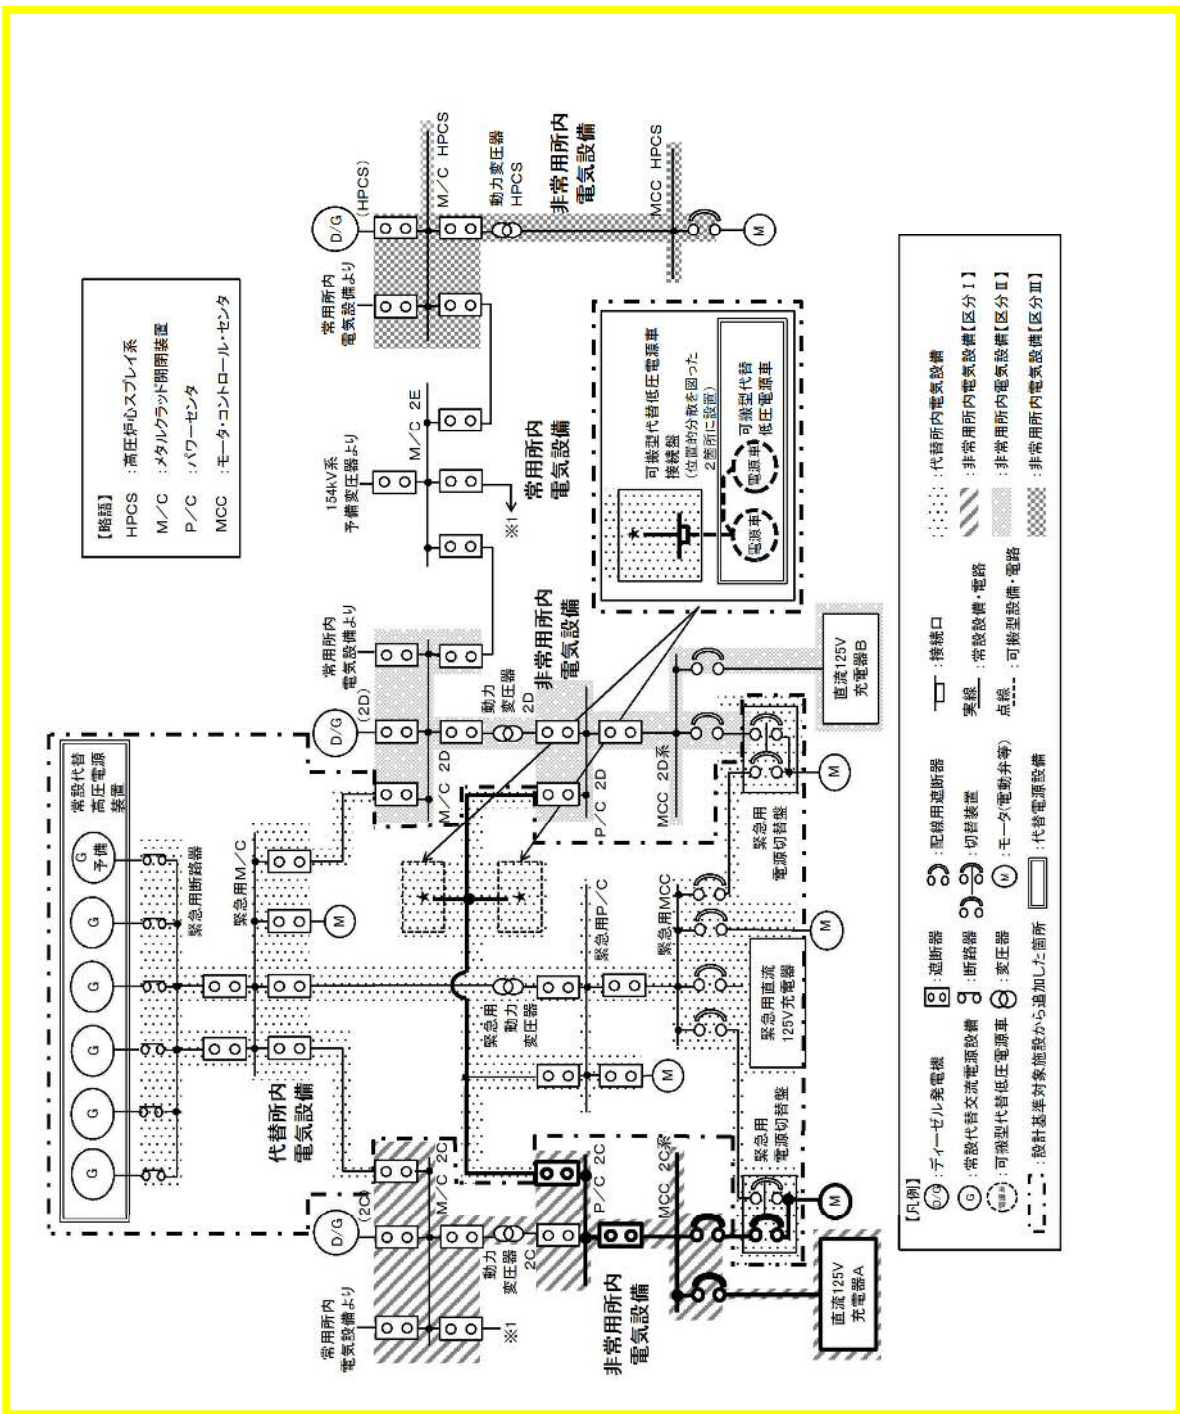 【略語】
HPCS :高圧炉心スプレイ系
M/C :メタルクラッド開閉装置
P/C :パワーセンタ
MCC :モータ・コントロール・センタ
常設代替
高圧電源
装置
G
G
G
G
G
G
予備
緊急用断路器
緊急用M/C
M
代替所内
電気設備
常用所内
電気設備より
D/G
(2C)
M/C 2C
※1
動力
変圧器
2C
P/C 2C
非常用所内
電気設備
MCC 2C系
直流125V
充電器A
緊急用
電源切替盤
M
緊急用
動力
変圧器
緊急用P/C
M
緊急用MCC
緊急用直流
125V充電器
M
D/G
(2D)
常用所内
電気設備より
M/C 2D
動力
変圧器
2D
非常用所内
電気設備
P/C 2D
MCC 2D系
緊急用
電源切替盤
M
直流125V
充電器B
154kV系
予備変圧器より
M/C 2E
※1
常用所内
電気設備
可搬型代替低圧電源車
接続盤
(位置的分散を図った
2箇所に設置)
可搬型代替
低圧電源車
電源車
電源車
常用所内
電気設備より
D/G
(HPCS)
M/C HPCS
動力変圧器
HPCS
非常用所内
電気設備
MCC HPCS
M
【凡例】
D/G :ディーゼル発電機
G :常設代替交流電源設備
電源車 :可搬型代替低圧電源車
:遮断器
:断路器
:変圧器
:配線用遮断器
:切替装置
M :モータ(電動弁等)
:接続口
実線 :常設設備・電路
点線 :可搬型設備・電路
:設計基準対象施設から追加した箇所
:代替電源設備
:代替所内電気設備
:非常用所内電気設備【区分Ⅰ】
:非常用所内電気設備【区分Ⅱ】
:非常用所内電気設備【区分Ⅲ】